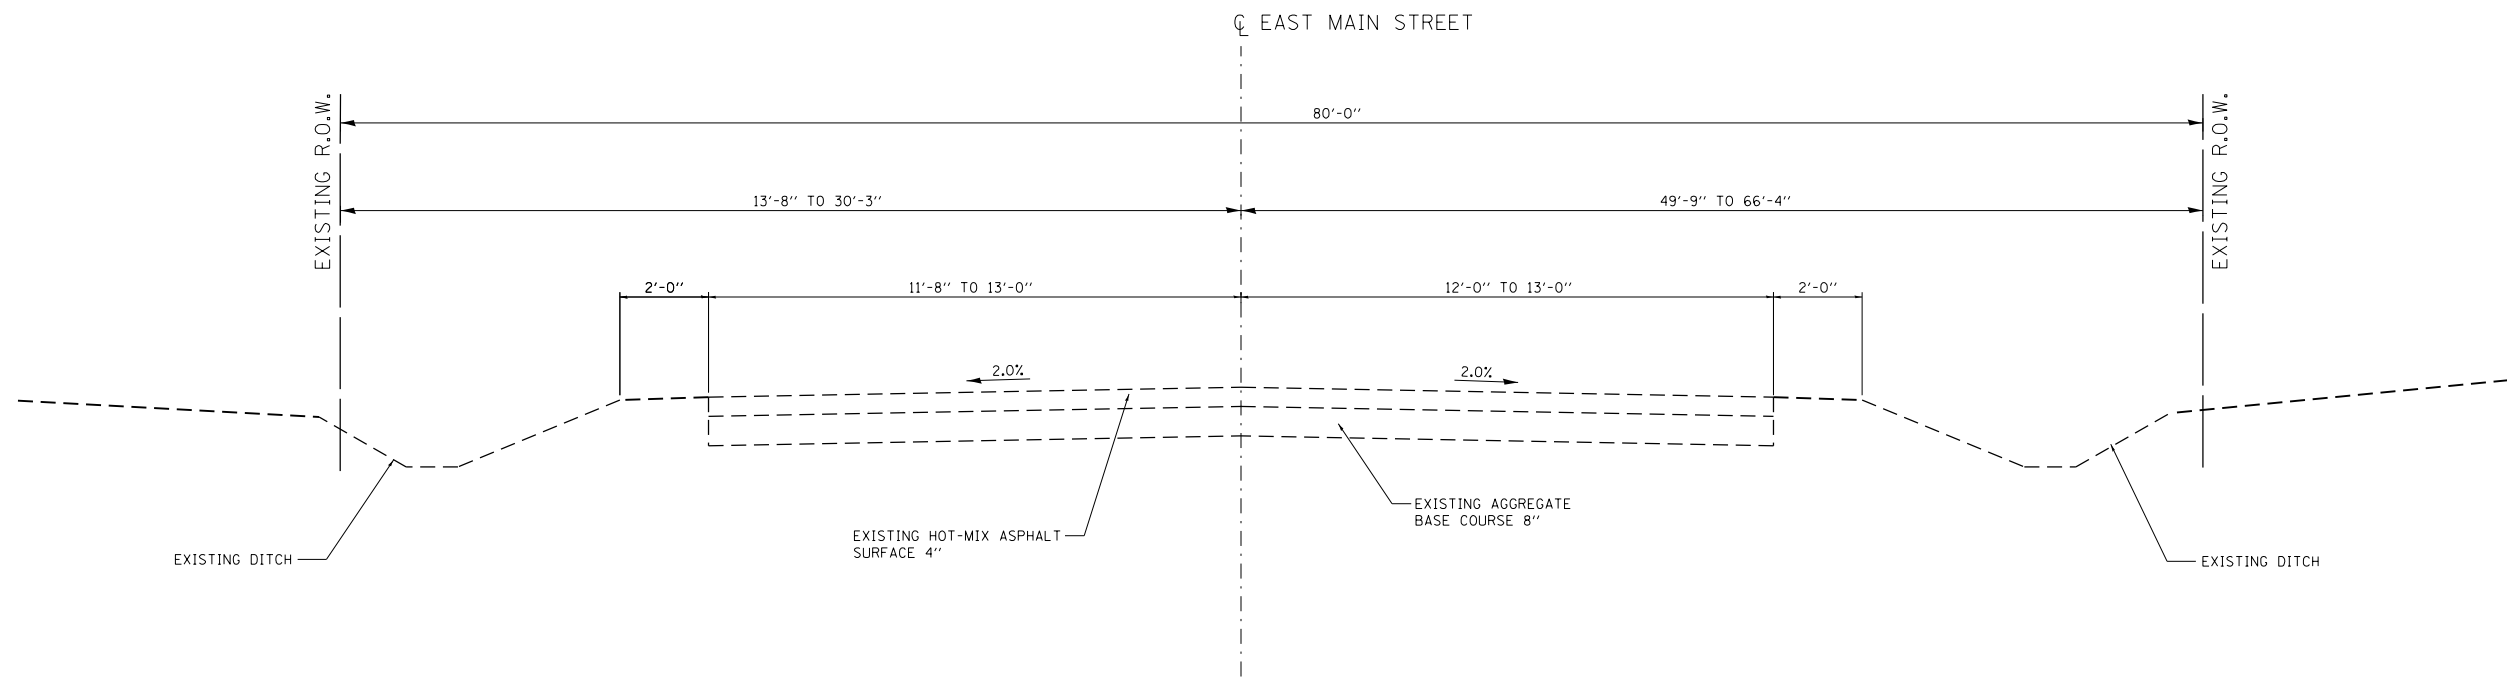 ℄ EAST MAIN STREET
EXISTING R.O.W.
EXISTING R.O.W.
80'-0"
13'-8" TO 30'-3"
49'-9" TO 66'-4"
2'-0"
11'-8" TO 13'-0"
12'-0" TO 13'-0"
2'-0"
2.0%
2.0%
EXISTING DITCH
EXISTING HOT-MIX ASPHALT
SURFACE 4"
EXISTING AGGREGATE
BASE COURSE 8"
EXISTING DITCH